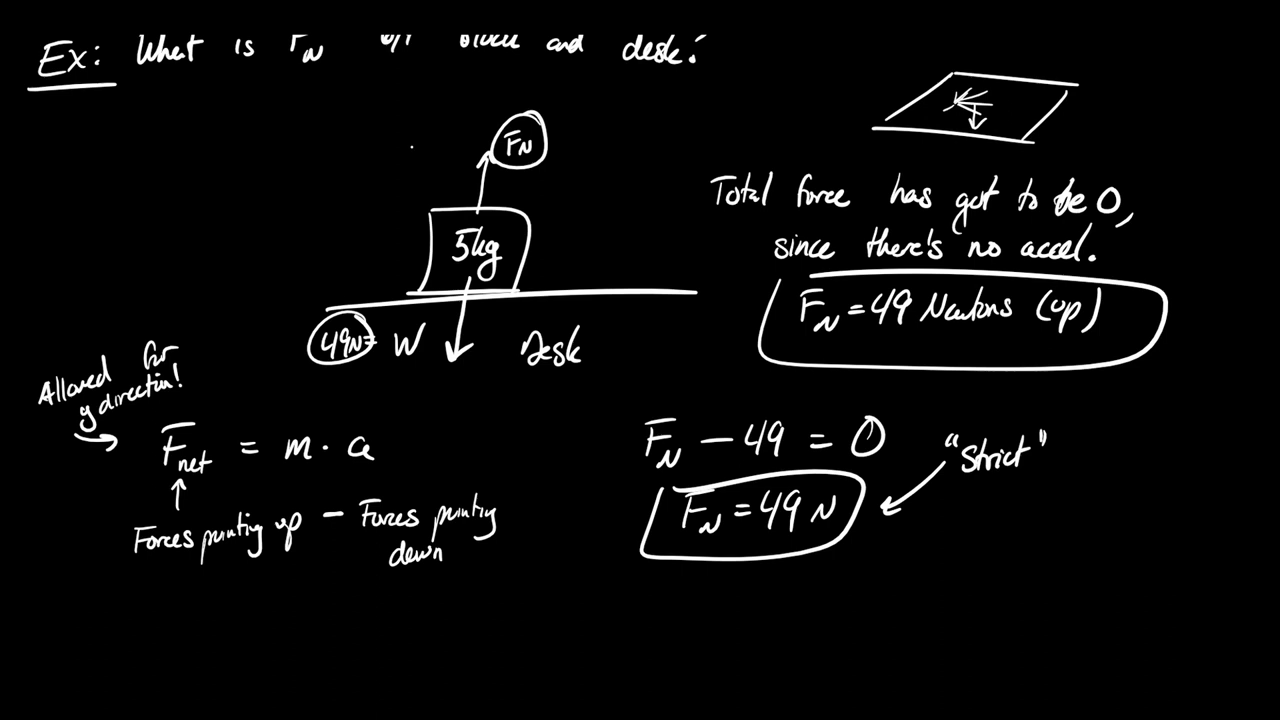 Ex: What is F_N b/t block and desk?
F_N
5kg
49N = W
Desk
Total force has got to be 0,
since there's no accel.
F_N = 49 Newtons (up)
Allowed for
y direction!
F_net = m · a
Forces pointing up – Forces pointing
down
F_N – 49 = 0
F_N = 49 N
"Strict"